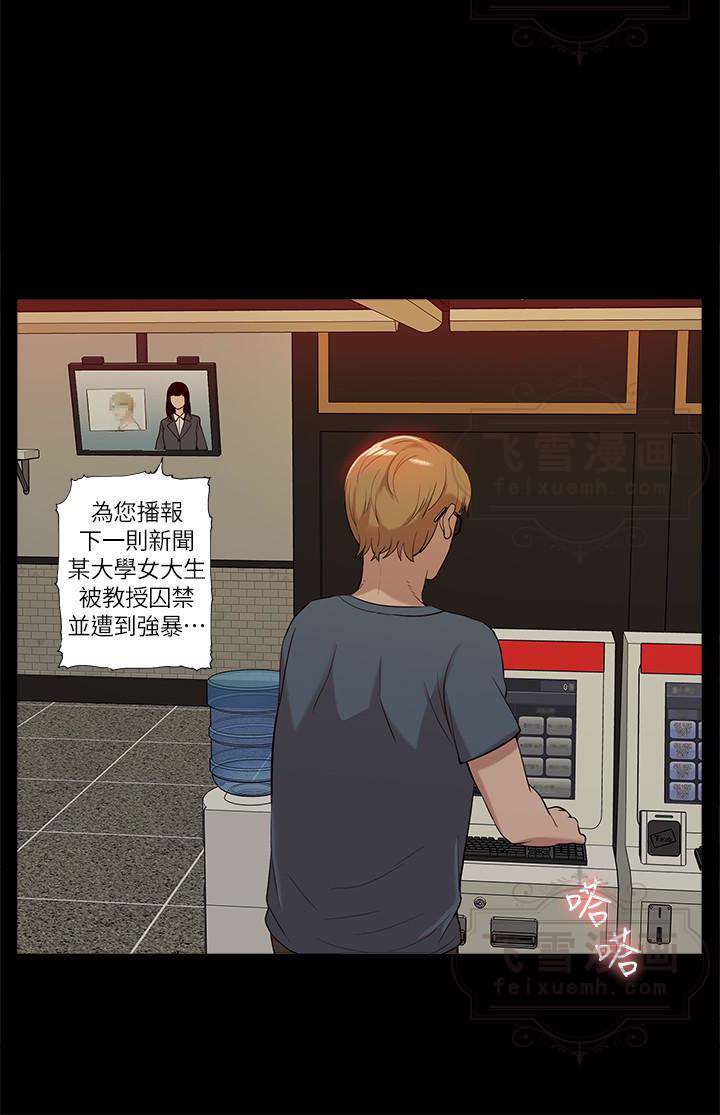 飞雪漫画
feixuemh.com
為您播報
下一則新聞
某大學女大生
被教授囚禁
並遭到強暴…
0
嗒
嗒
飞雪漫画
feixuemh.com